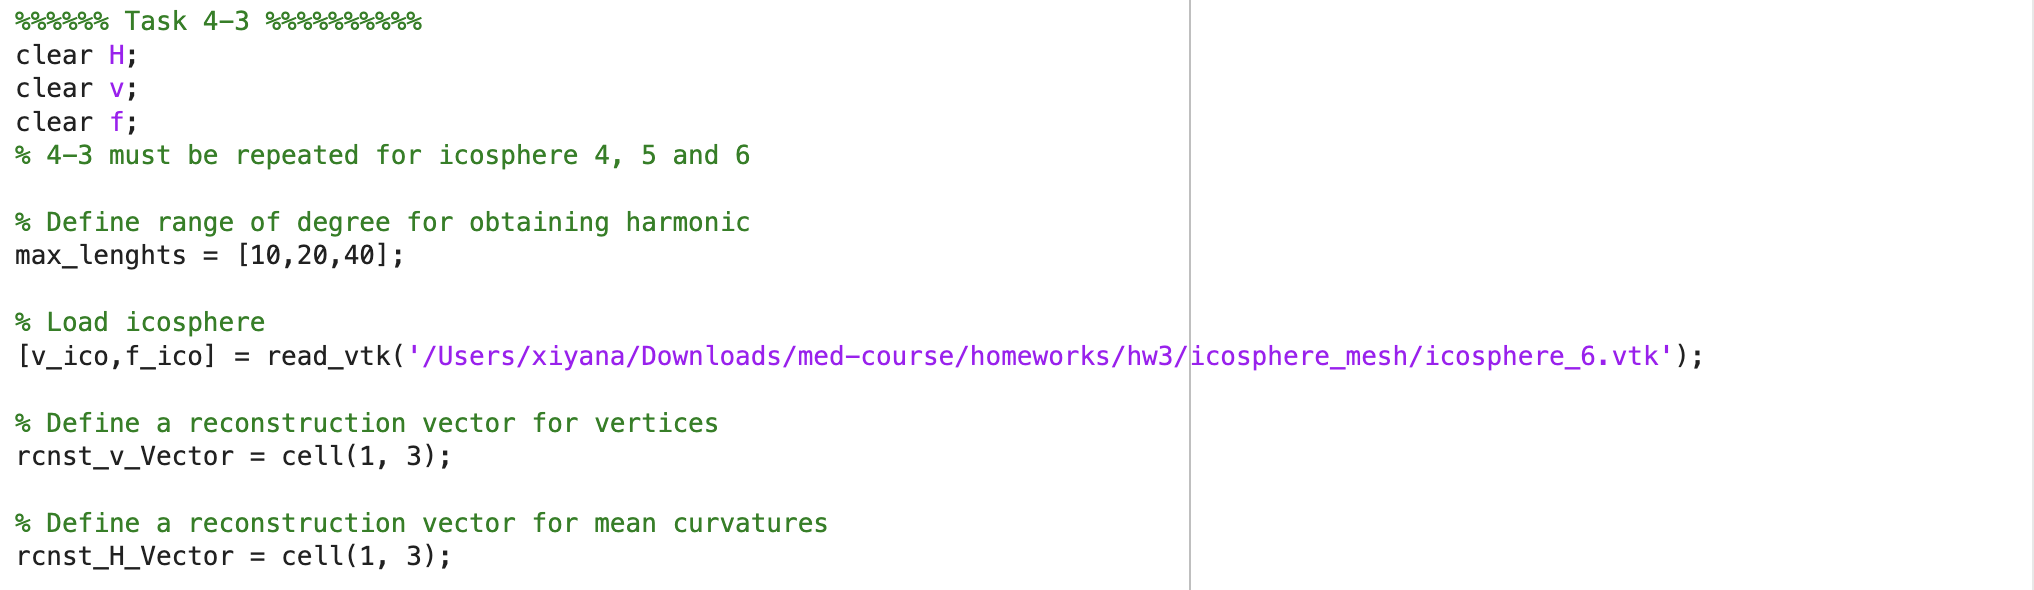 %%%%%% Task 4-3 %%%%%%%%%%
clear H;
clear v;
clear f;
% 4-3 must be repeated for icosphere 4, 5 and 6
% Define range of degree for obtaining harmonic
max_lenghts = [10,20,40];
% Load icosphere
[v_ico,f_ico] = read_vtk('/Users/xiyana/Downloads/med-course/homeworks/hw3/icosphere_mesh/icosphere_6.vtk');
% Define a reconstruction vector for vertices
rcnst_v_Vector = cell(1, 3);
% Define a reconstruction vector for mean curvatures
rcnst_H_Vector = cell(1, 3);